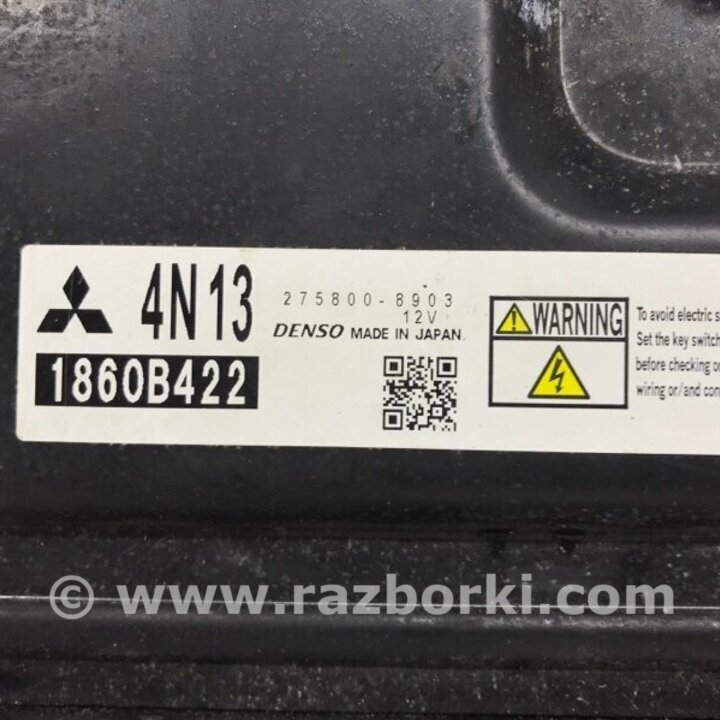 4N13
275800-8903
12V
DENSO MADE IN JAPAN
1860B422
WARNING
To avoid electric s
Set the key switch
before checking o
wiring or/and con
© www.razborki.com